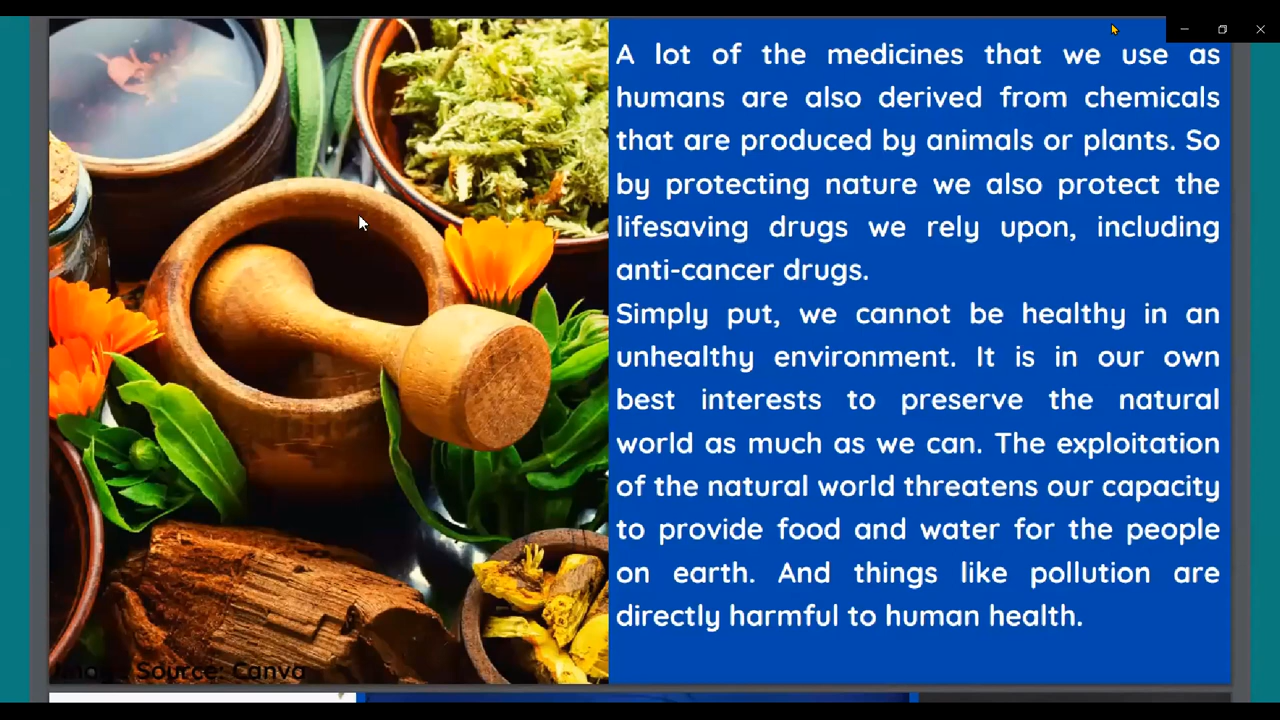 A lot of the medicines that we use as
humans are also derived from chemicals
that are produced by animals or plants. So
by protecting nature we also protect the
lifesaving drugs we rely upon, including
anti-cancer drugs.
Simply put, we cannot be healthy in an
unhealthy environment. It is in our own
best interests to preserve the natural
world as much as we can. The exploitation
of the natural world threatens our capacity
to provide food and water for the people
on earth. And things like pollution are
directly harmful to human health.
Image Source: Canva